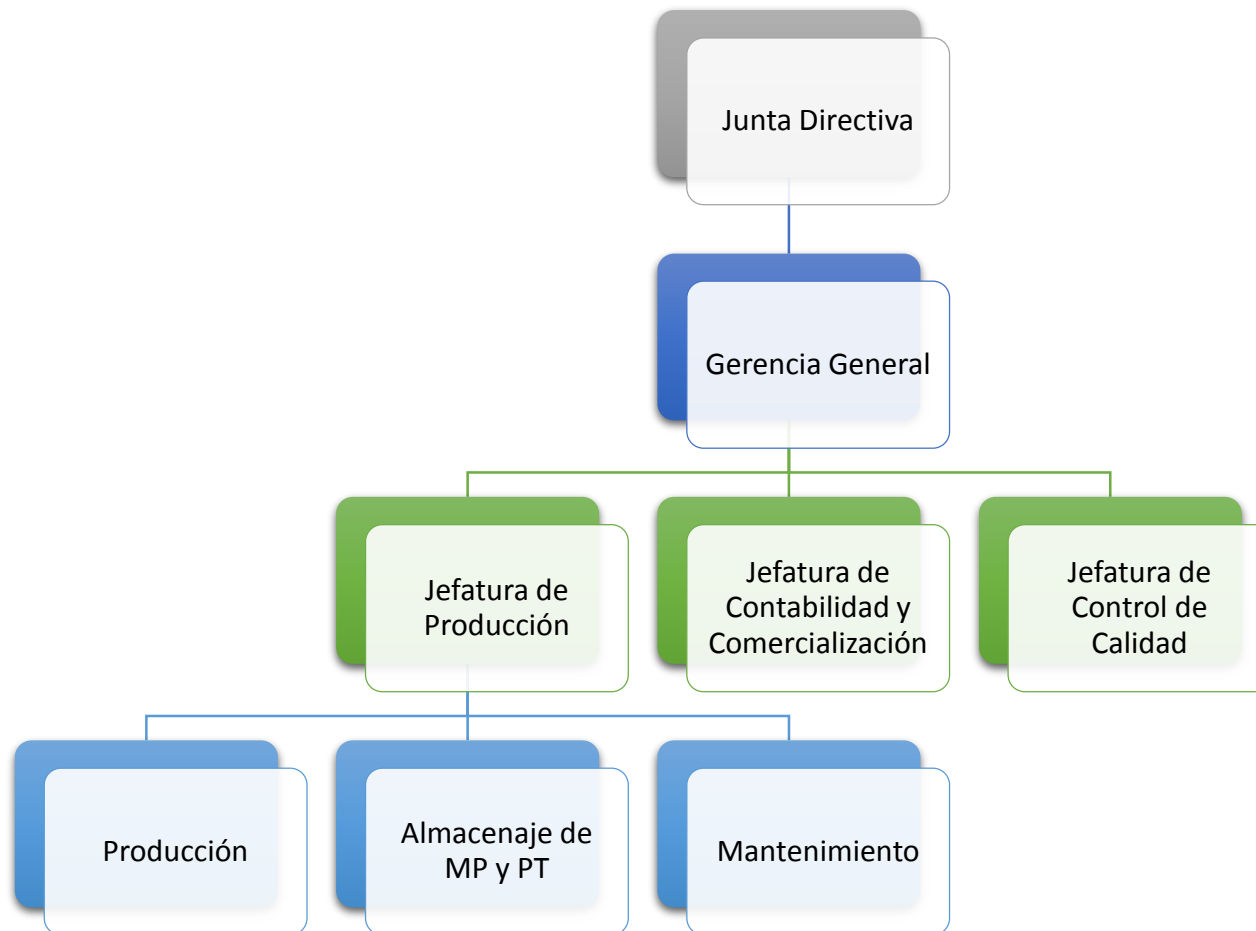 Junta Directiva
Gerencia General
Jefatura de
Producción
Jefatura de
Contabilidad y
Comercialización
Jefatura de
Control de
Calidad
Producción
Almacenaje de
MP y PT
Mantenimiento